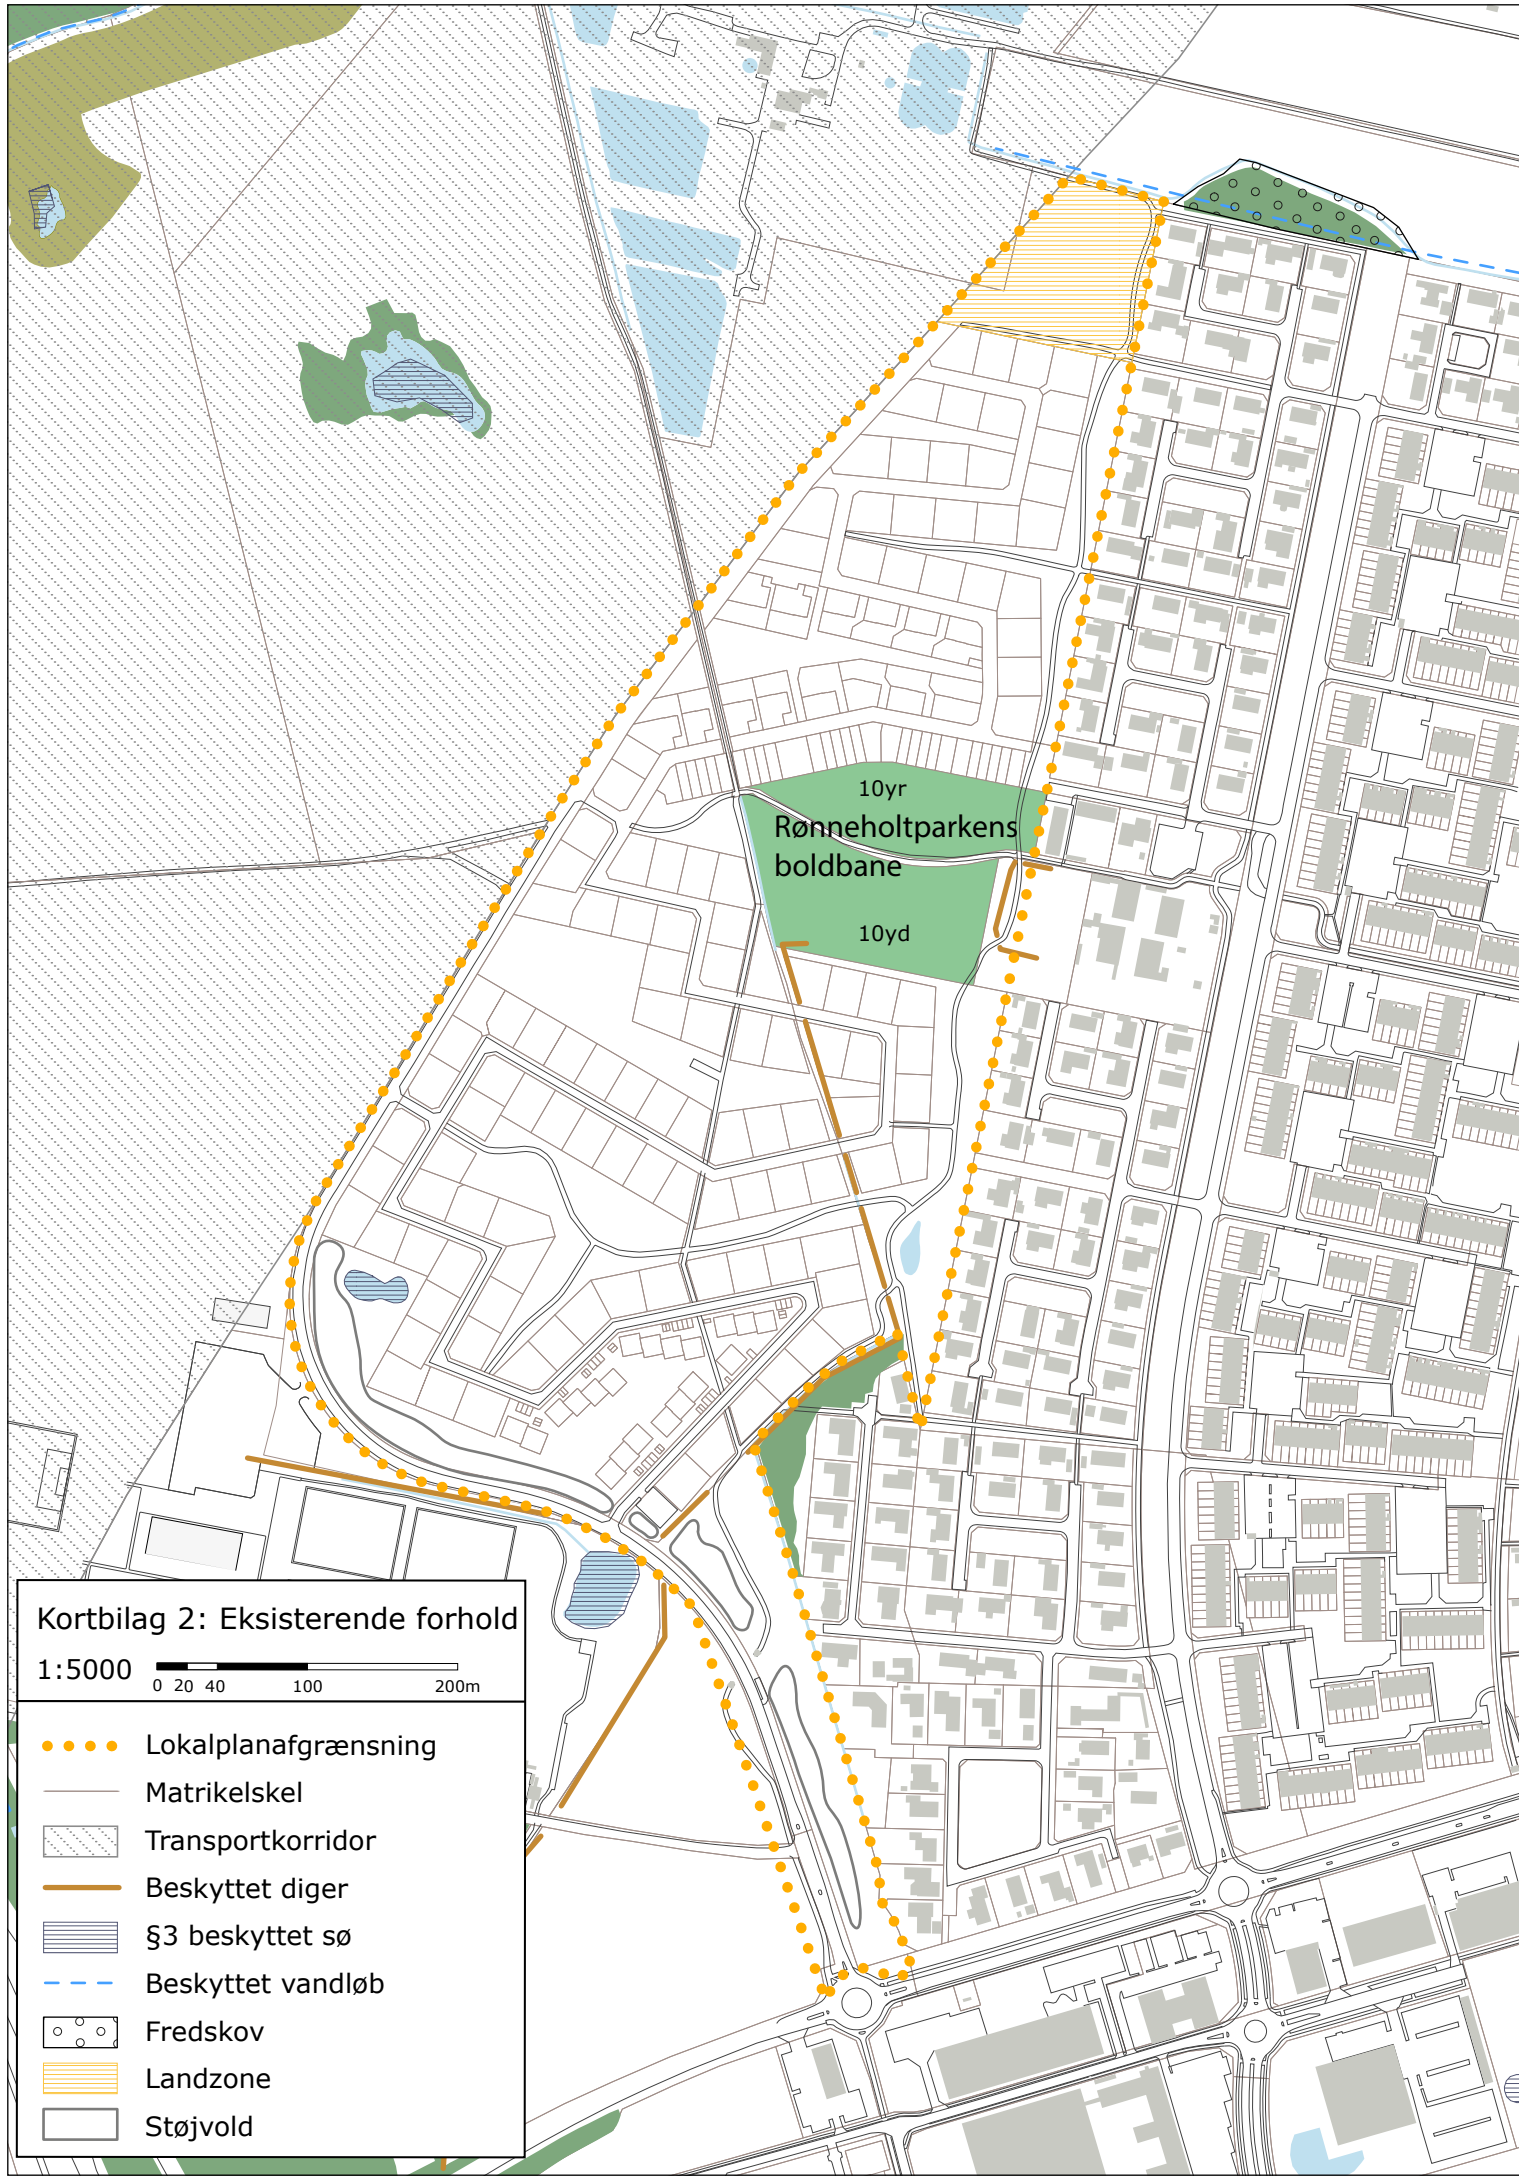 10yr
Rønneholtparkens
boldbane
10yd
Kortbilag 2: Eksisterende forhold
1:5000
0 20 40 100 200m
Lokalplanafgrænsning
Matrikelskel
Transportkorridor
Beskyttet diger
§3 beskyttet sø
Beskyttet vandløb
Fredskov
Landzone
Støjvold